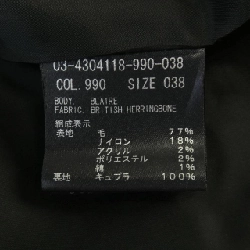 03-4304118-990-038
COL. 990 SIZE 038
BODY. BLAIRE
FABRIC. BRITISH HERRINGBONE
組成表示
表地 毛 77%
ナイロン 18%
アクリル 2%
ポリエステル 2%
綿 1%
裏地 キュプラ 100%